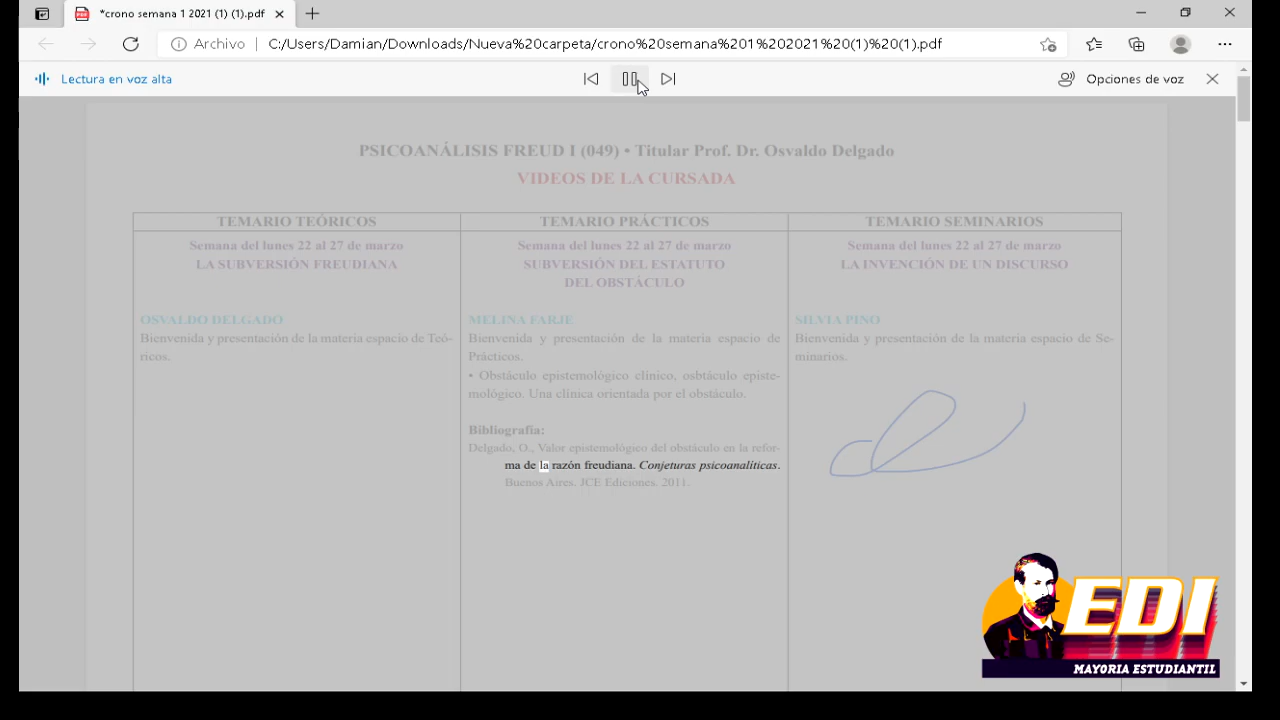 *crono semana 1 2021 (1) (1).pdf
Archivo
C:/Users/Damian/Downloads/Nueva%20carpeta/crono%20semana%201%202021%20(1)%20(1).pdf
Lectura en voz alta
Opciones de voz
PSICOANÁLISIS FREUD I (049) • Titular Prof. Dr. Osvaldo Delgado
VIDEOS DE LA CURSADA
TEMARIO TEÓRICOS
Semana del lunes 22 al 27 de marzo
LA SUBVERSIÓN FREUDIANA
OSVALDO DELGADO
Bienvenida y presentación de la materia espacio de Teó-
ricos.
TEMARIO PRÁCTICOS
Semana del lunes 22 al 27 de marzo
SUBVERSIÓN DEL ESTATUTO
DEL OBSTÁCULO
MELINA FARJE
Bienvenida y presentación de la materia espacio de
Prácticos.
• Obstáculo epistemológico clínico, osbtáculo episte-
mológico. Una clínica orientada por el obstáculo.
Bibliografía:
Delgado, O., Valor epistemológico del obstáculo en la refor-
ma de la razón freudiana. Conjeturas psicoanalíticas.
Buenos Aires. JCE Ediciones. 2011.
TEMARIO SEMINARIOS
Semana del lunes 22 al 27 de marzo
LA INVENCIÓN DE UN DISCURSO
SILVIA PINO
Bienvenida y presentación de la materia espacio de Se-
minarios.
EDI
MAYORIA ESTUDIANTIL